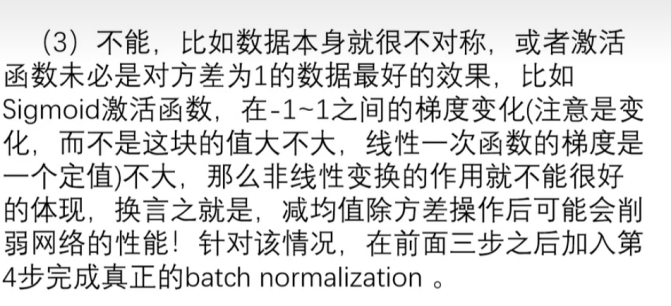 （3）不能，比如数据本身就很不对称，或者激活
函数未必是对方差为1的数据最好的效果，比如
Sigmoid激活函数，在-1~1之间的梯度变化(注意是变
化，而不是这块的值大不大，线性一次函数的梯度是
一个定值)不大，那么非线性变换的作用就不能很好
的体现，换言之就是，减均值除方差操作后可能会削
弱网络的性能！针对该情况，在前面三步之后加入第
4步完成真正的batch normalization 。